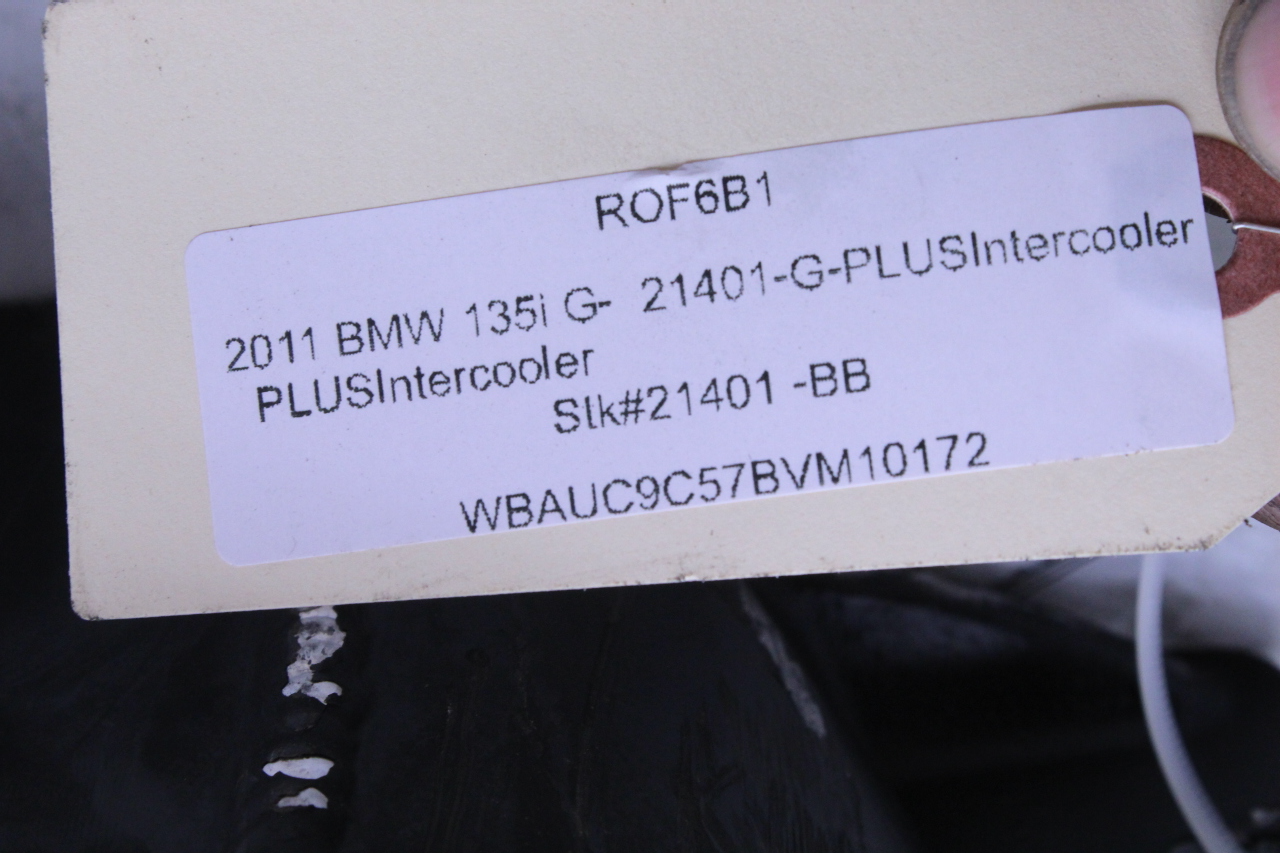 ROF6B1
2011 BMW 135i G- 21401-G-PLUSIntercooler
PLUSIntercooler
Stk#21401 -BB
WBAUC9C57BVM10172